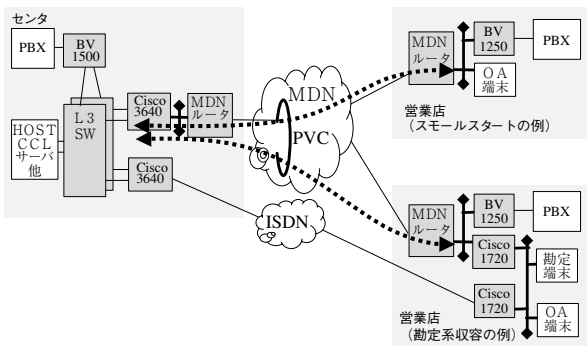 センタ
PBX
BV
1500
Cisco
3640
MDN
ルータ
L3
SW
HOST
CCL
サーバ
他
Cisco
3640
MDN
PVC
ISDN
MDN
ルータ
BV
1250
PBX
OA
端末
営業店
(スモールスタートの例)
MDN
ルータ
BV
1250
PBX
Cisco
1720
勘定
端末
Cisco
1720
OA
端末
営業店
(勘定系収容の例)